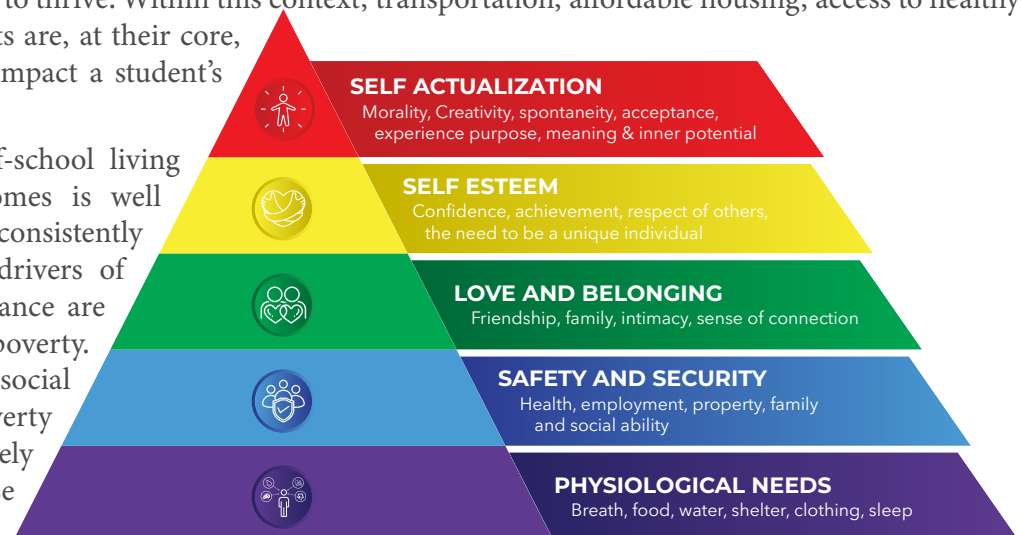 to thrive. Within this context, transportation, affordable housing, access to healthy
ts are, at their core,
impact a student's
f-school living
omes is well
consistently
drivers of
ance are
poverty.
social
verty
ely
e
SELF ACTUALIZATION
Morality, Creativity, spontaneity, acceptance,
experience purpose, meaning & inner potential
SELF ESTEEM
Confidence, achievement, respect of others,
the need to be a unique individual
LOVE AND BELONGING
Friendship, family, intimacy, sense of connection
SAFETY AND SECURITY
Health, employment, property, family
and social ability
PHYSIOLOGICAL NEEDS
Breath, food, water, shelter, clothing, sleep